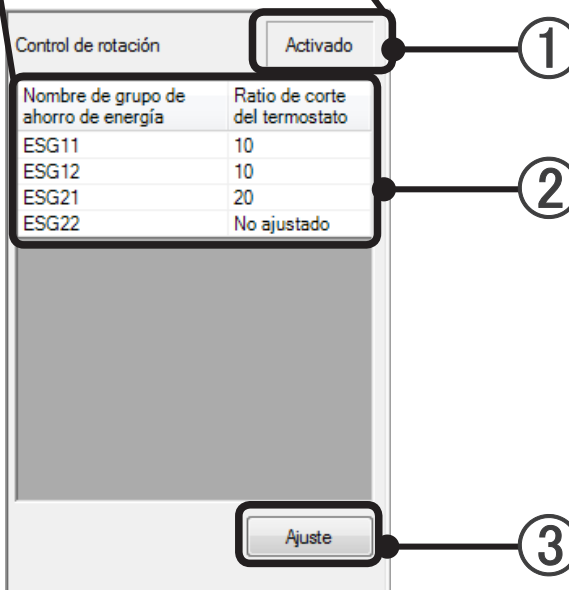 Control de rotación Activado ①
Nombre de grupo de Ratio de corte
ahorro de energía del termostato
ESG11 10
ESG12 10
②
ESG21 20
ESG22 No ajustado
Ajuste ③